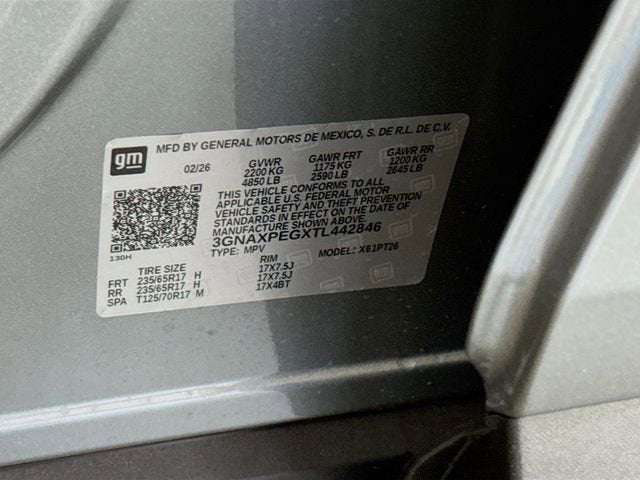 gm MFD BY GENERAL MOTORS DE MEXICO, S. DE R.L. DE C.V.
02/26 GVWR GAWR FRT GAWR RR
2200 KG 1175 KG 1200 KG
4850 LB 2590 LB 2645 LB
THIS VEHICLE CONFORMS TO ALL
APPLICABLE U.S. FEDERAL MOTOR
VEHICLE SAFETY AND THEFT PREVENTION
STANDARDS IN EFFECT ON THE DATE OF
MANUFACTURE SHOWN ABOVE.
3GNAXPEGXTL442846
130H TYPE: MPV MODEL: X61PT26
TIRE SIZE RIM
FRT 235/65R17 H 17X7.5J
RR 235/65R17 H 17X7.5J
SPA T125/70R17 M 17X4BT